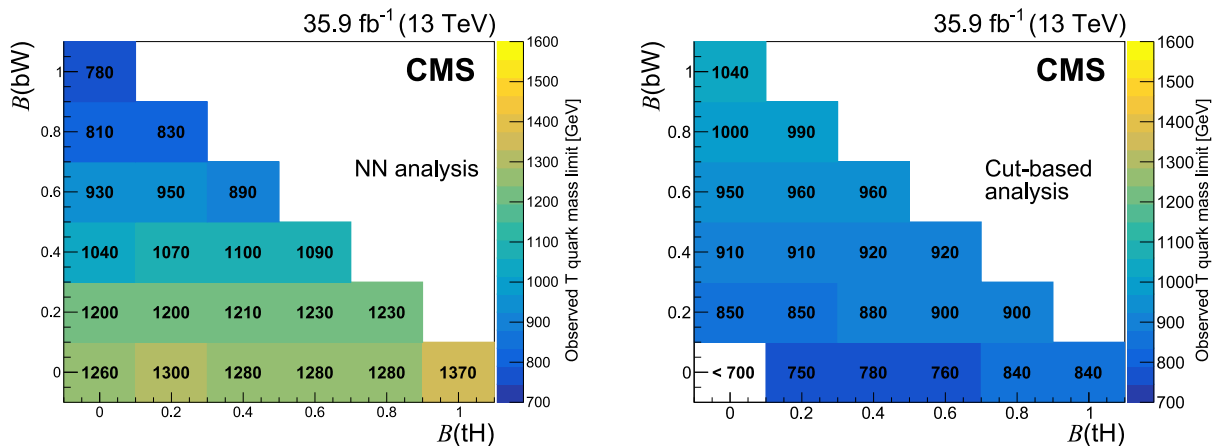 35.9 fb⁻¹ (13 TeV)
CMS
NN analysis
B(bW)
1
0.8
0.6
0.4
0.2
0
780
810 830
930 950 890
1040 1070 1100 1090
1200 1200 1210 1230 1230
1260 1300 1280 1280 1280 1370
0 0.2 0.4 0.6 0.8 1
B(tH)
1600
1500
1400
1300
1200
1100
1000
900
800
700
Observed T quark mass limit [GeV]
35.9 fb⁻¹ (13 TeV)
CMS
Cut-based
analysis
B(bW)
1
0.8
0.6
0.4
0.2
0
1040
1000 990
950 960 960
910 910 920 920
850 850 880 900 900
< 700 750 780 760 840 840
0 0.2 0.4 0.6 0.8 1
B(tH)
1600
1500
1400
1300
1200
1100
1000
900
800
700
Observed T quark mass limit [GeV]